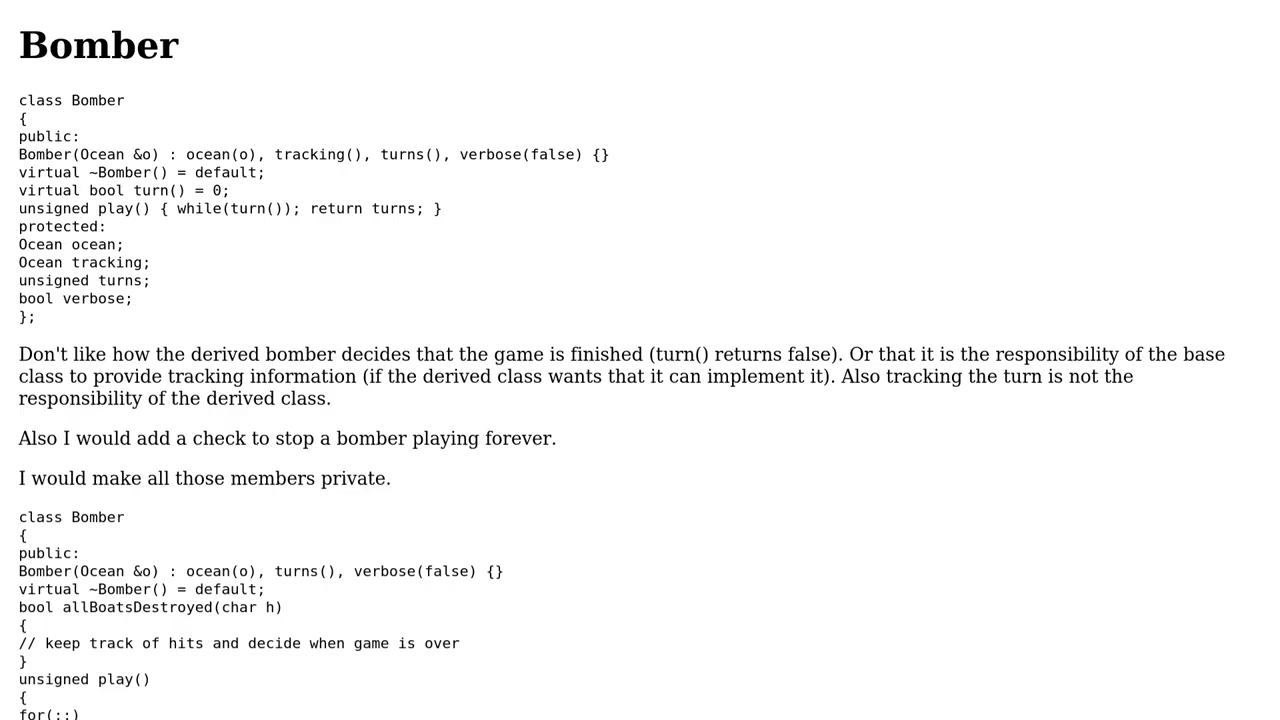 Bomber
class Bomber
{
public:
Bomber(Ocean &o) : ocean(o), tracking(), turns(), verbose(false) {}
virtual ~Bomber() = default;
virtual bool turn() = 0;
unsigned play() { while(turn()); return turns; }
protected:
Ocean ocean;
Ocean tracking;
unsigned turns;
bool verbose;
};
Don't like how the derived bomber decides that the game is finished (turn() returns false). Or that it is the responsibility of the base
class to provide tracking information (if the derived class wants that it can implement it). Also tracking the turn is not the
responsibility of the derived class.
Also I would add a check to stop a bomber playing forever.
I would make all those members private.
class Bomber
{
public:
Bomber(Ocean &o) : ocean(o), turns(), verbose(false) {}
virtual ~Bomber() = default;
bool allBoatsDestroyed(char h)
{
// keep track of hits and decide when game is over
}
unsigned play()
{
for(;;)